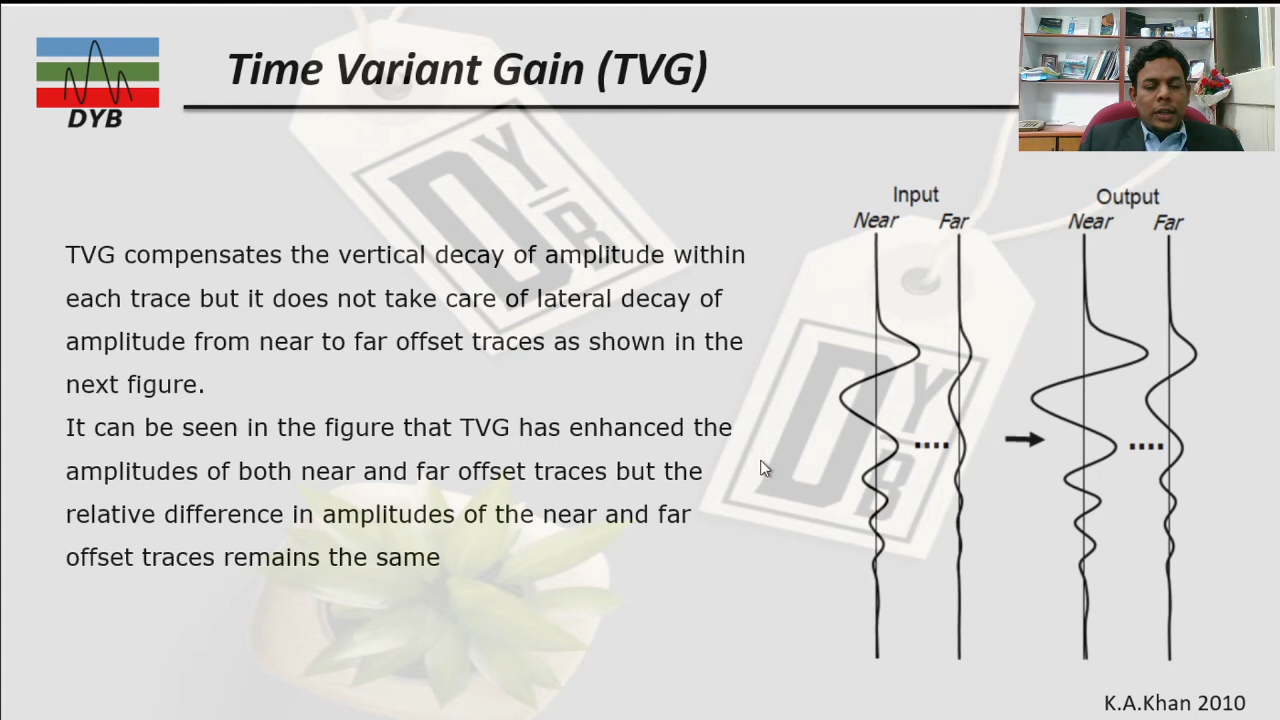 Time Variant Gain (TVG)
DYB
Input
Output
Near
Far
Near
Far
TVG compensates the vertical decay of amplitude within
each trace but it does not take care of lateral decay of
amplitude from near to far offset traces as shown in the
next figure.
It can be seen in the figure that TVG has enhanced the
amplitudes of both near and far offset traces but the
relative difference in amplitudes of the near and far
offset traces remains the same
DYB
DYB
K.A.Khan 2010